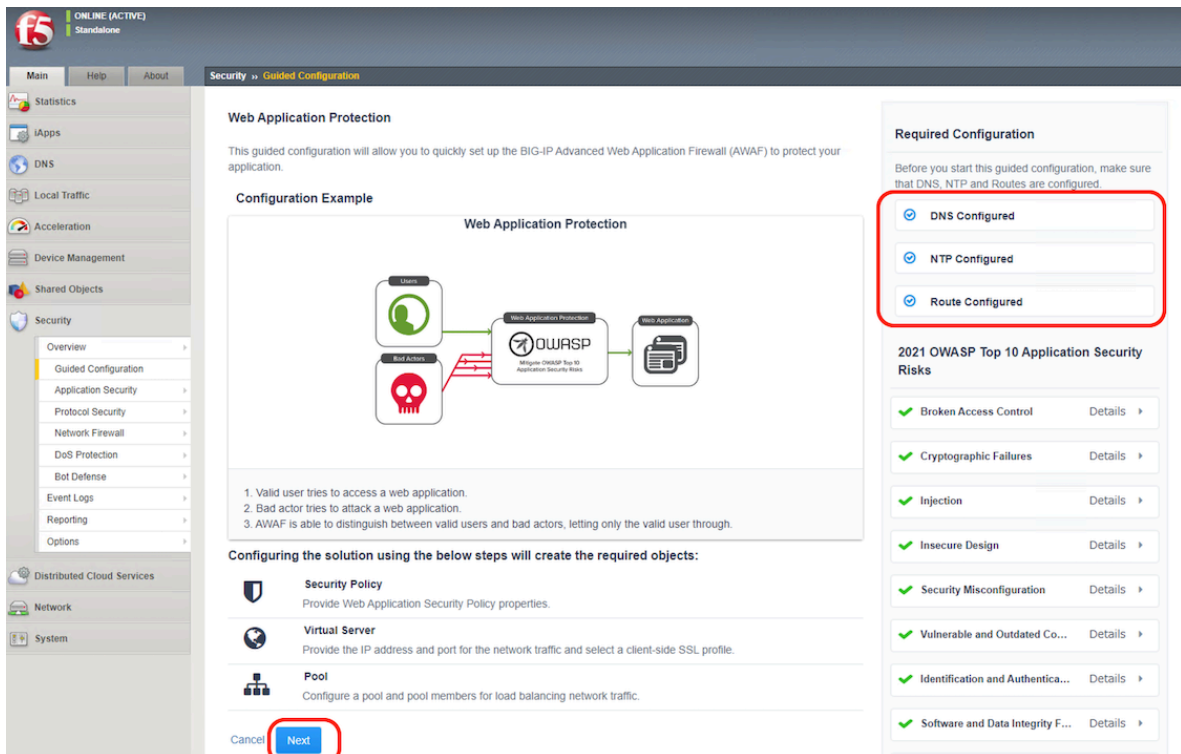 f5
ONLINE (ACTIVE)
Standalone
Main
Help
About
Security ›› Guided Configuration
Statistics
iApps
DNS
Local Traffic
Acceleration
Device Management
Shared Objects
Security
Overview
Guided Configuration
Application Security
Protocol Security
Network Firewall
DoS Protection
Bot Defense
Event Logs
Reporting
Options
Distributed Cloud Services
Network
System
Web Application Protection
This guided configuration will allow you to quickly set up the BIG-IP Advanced Web Application Firewall (AWAF) to protect your
application.
Configuration Example
Web Application Protection
Users
Bad Actors
Web Application Protection
OWASP
Mitigate OWASP Top 10
Application Security Risks
Web Application
1. Valid user tries to access a web application.
2. Bad actor tries to attack a web application.
3. AWAF is able to distinguish between valid users and bad actors, letting only the valid user through.
Configuring the solution using the below steps will create the required objects:
Security Policy
Provide Web Application Security Policy properties.
Virtual Server
Provide the IP address and port for the network traffic and select a client-side SSL profile.
Pool
Configure a pool and pool members for load balancing network traffic.
Cancel
Next
Required Configuration
Before you start this guided configuration, make sure
that DNS, NTP and Routes are configured.
DNS Configured
NTP Configured
Route Configured
2021 OWASP Top 10 Application Security
Risks
Broken Access Control Details
Cryptographic Failures Details
Injection Details
Insecure Design Details
Security Misconfiguration Details
Vulnerable and Outdated Co... Details
Identification and Authentica... Details
Software and Data Integrity F... Details